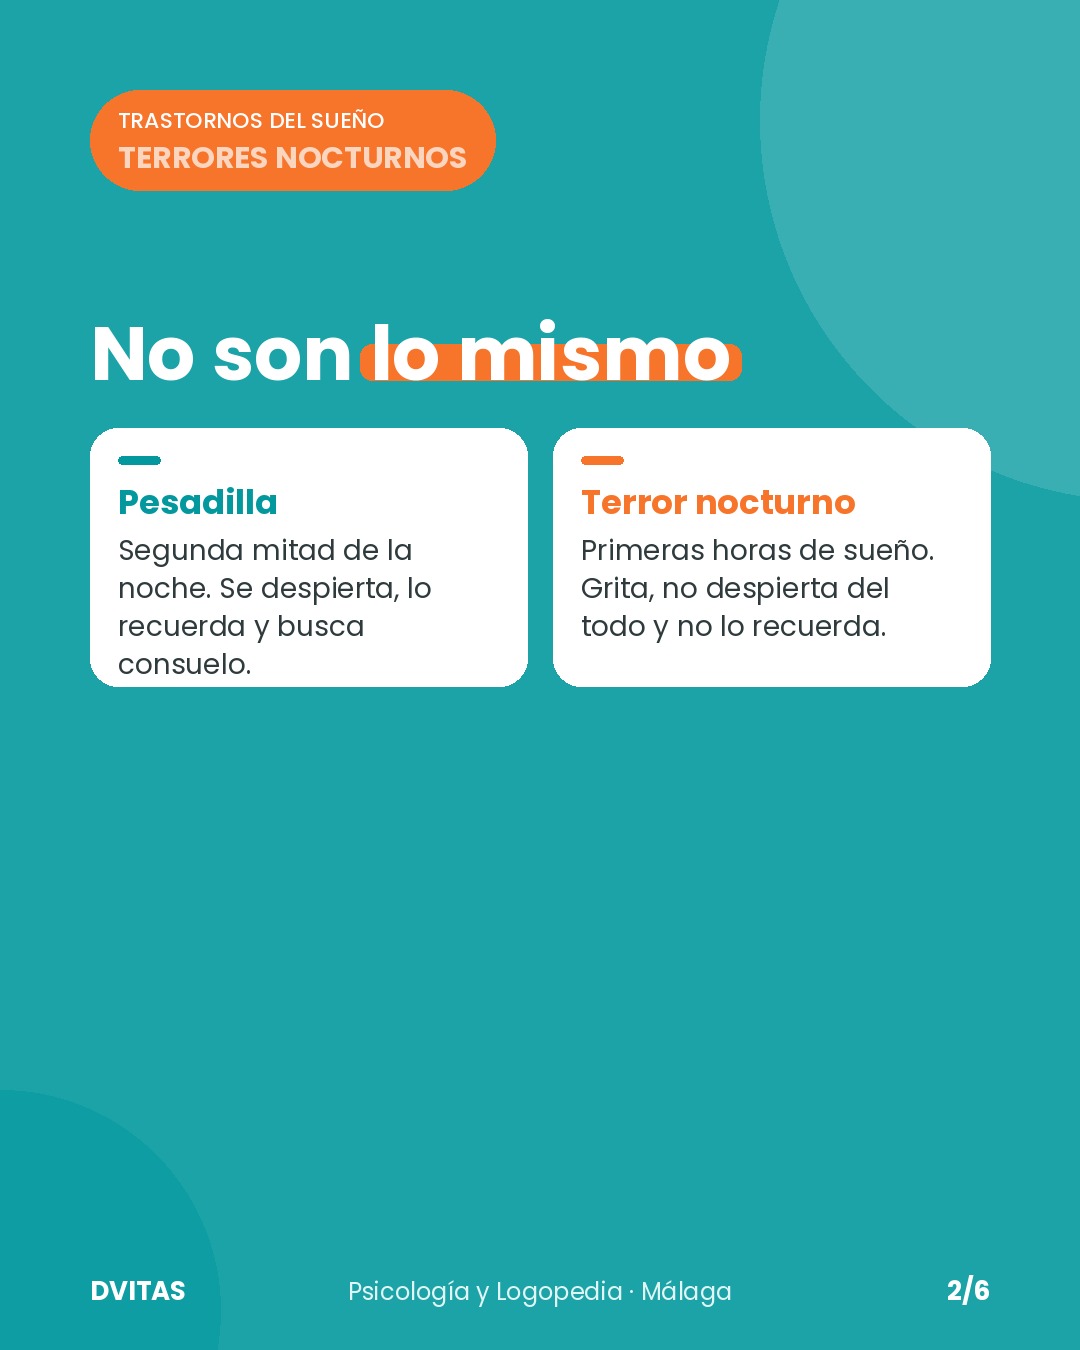 TRASTORNOS DEL SUEÑO
TERRORES NOCTURNOS
No son lo mismo
Pesadilla
Segunda mitad de la
noche. Se despierta, lo
recuerda y busca
consuelo.
Terror nocturno
Primeras horas de sueño.
Grita, no despierta del
todo y no lo recuerda.
DVITAS
Psicología y Logopedia · Málaga
2/6